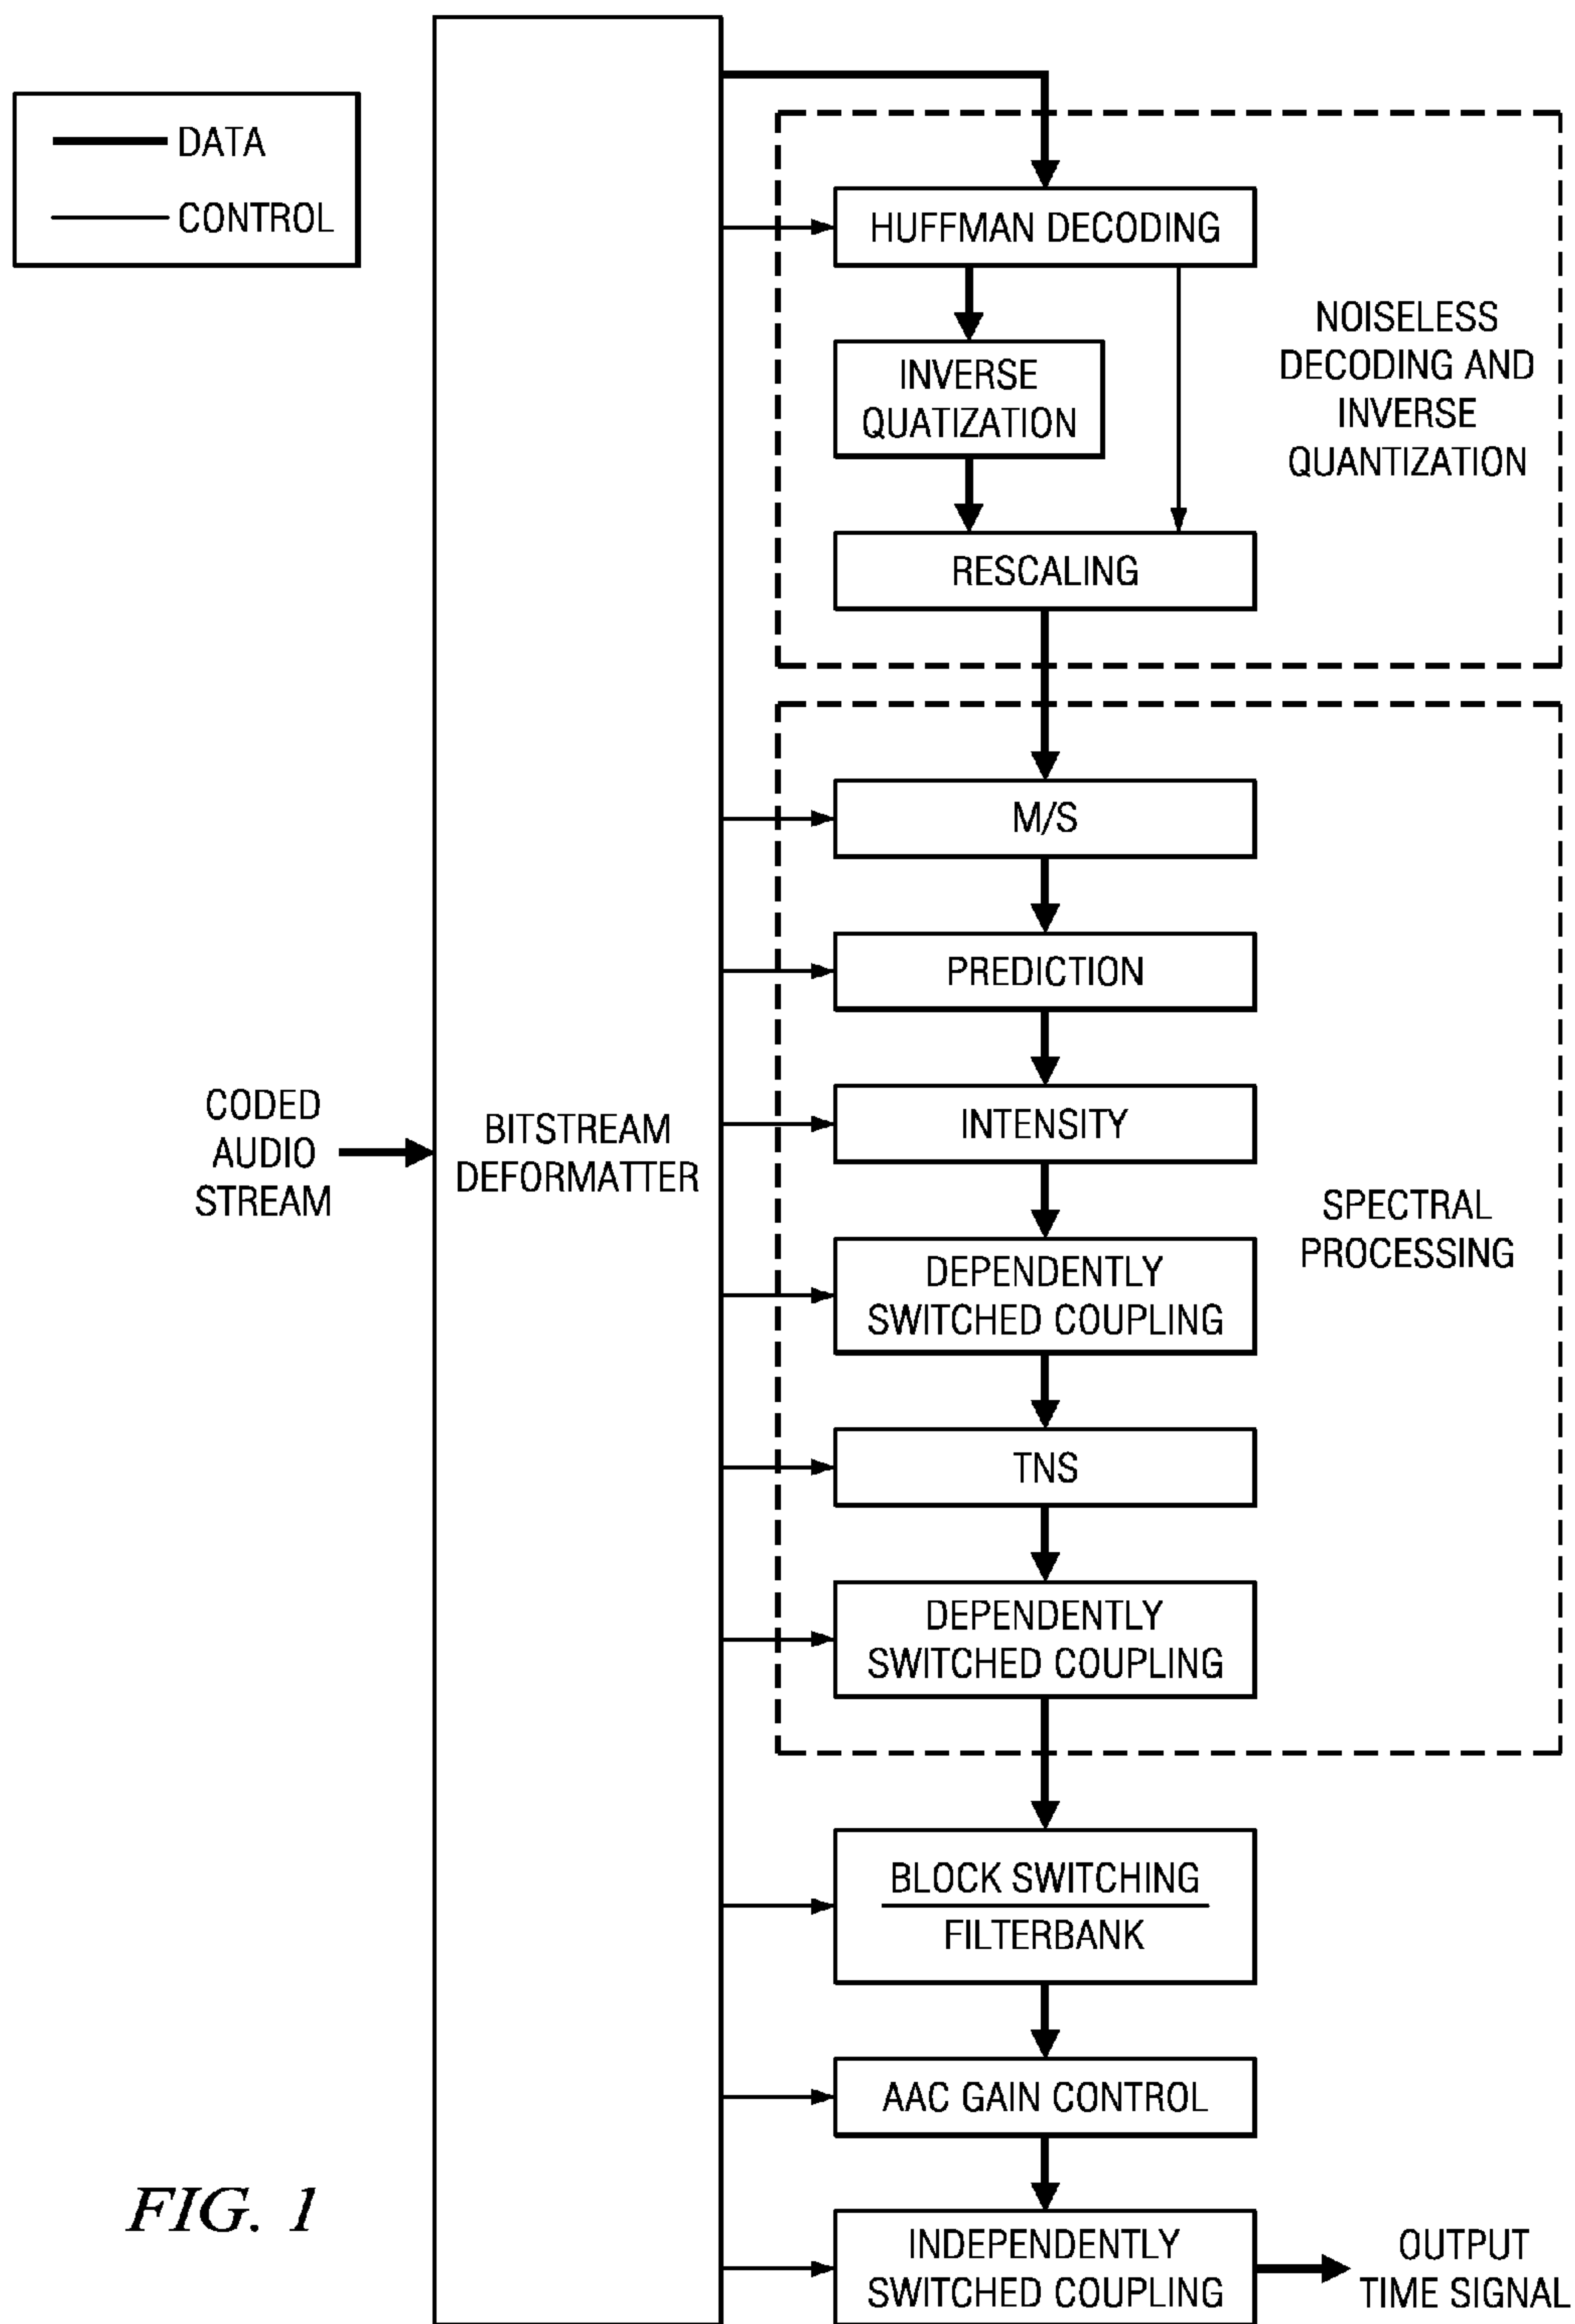 DATA
CONTROL
HUFFMAN DECODING
INVERSE
QUATIZATION
RESCALING
NOISELESS
DECODING AND
INVERSE
QUANTIZATION
M/S
PREDICTION
INTENSITY
DEPENDENTLY
SWITCHED COUPLING
TNS
DEPENDENTLY
SWITCHED COUPLING
SPECTRAL
PROCESSING
CODED
AUDIO
STREAM
BITSTREAM
DEFORMATTER
BLOCK SWITCHING
FILTERBANK
AAC GAIN CONTROL
INDEPENDENTLY
SWITCHED COUPLING
OUTPUT
TIME SIGNAL
FIG. 1